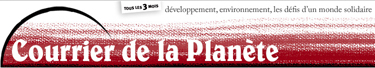 TOUS LES 3 MOIS développement, environnement, les défis d'un monde solidaire
Courrier de la Planète